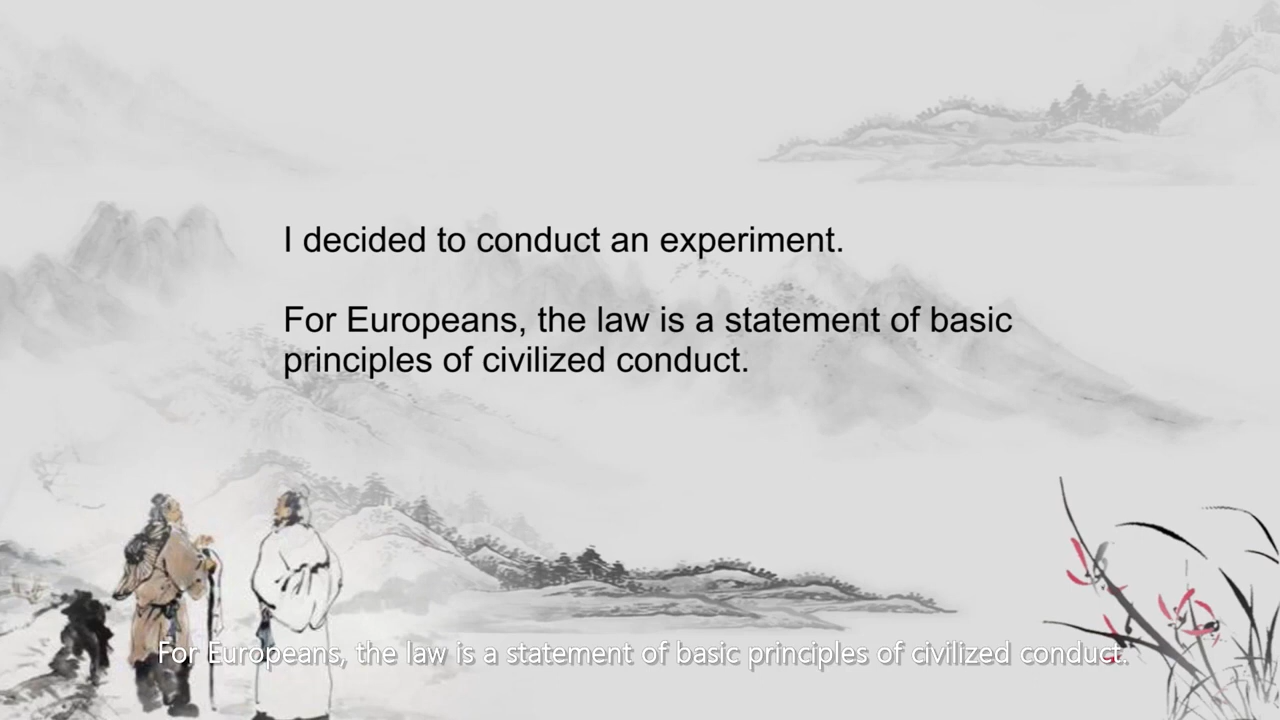 I decided to conduct an experiment.
For Europeans, the law is a statement of basic
principles of civilized conduct.
For Europeans, the law is a statement of basic principles of civilized conduct.